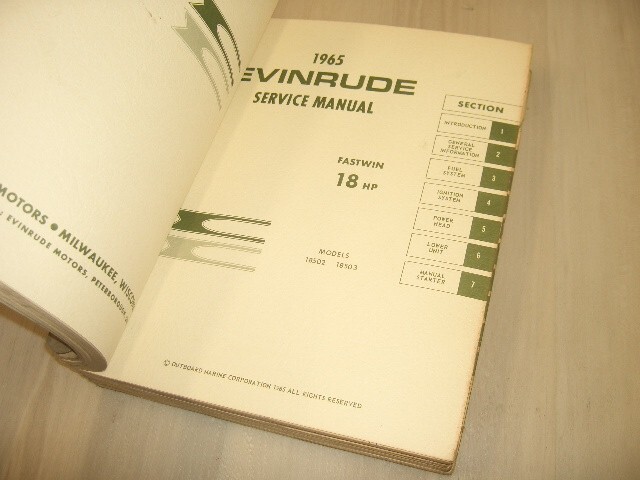 MOTORS • MILWAUKEE,
EVINRUDE MOTORS, PETERBOROUGH,
1965
EVINRUDE
SERVICE MANUAL
FASTWIN
18 HP
MODELS
18502 18503
© OUTBOARD MARINE CORPORATION 1965 ALL RIGHTS RESERVED
SECTION
INTRODUCTION 1
GENERAL
SERVICE
INFORMATION 2
FUEL
SYSTEM 3
IGNITION
SYSTEM 4
POWER
HEAD 5
LOWER
UNIT 6
MANUAL
STARTER 7